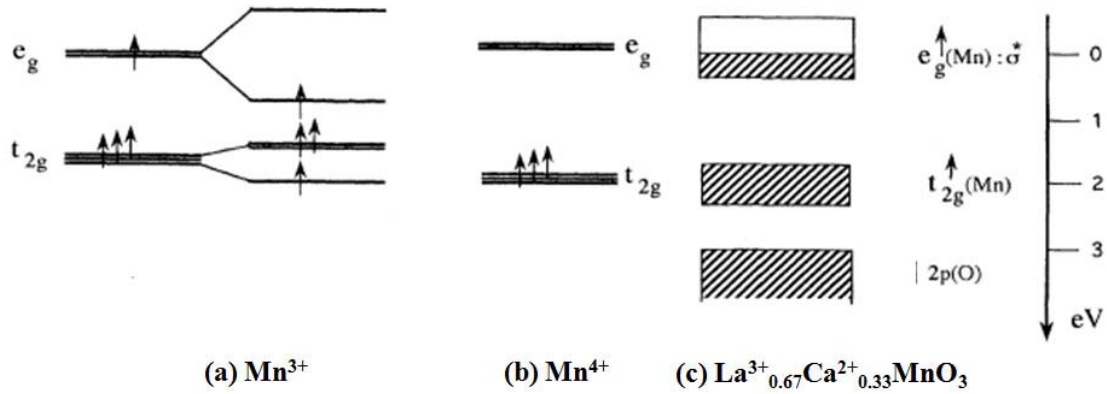 e_g
t_2g
(a) Mn³⁺
e_g
t_2g
(b) Mn⁴⁺
e_g↑(Mn) : σ*
t_2g↑(Mn)
| 2p(O)
(c) La³⁺₀.₆₇Ca²⁺₀.₃₃MnO₃
0
1
2
3
eV